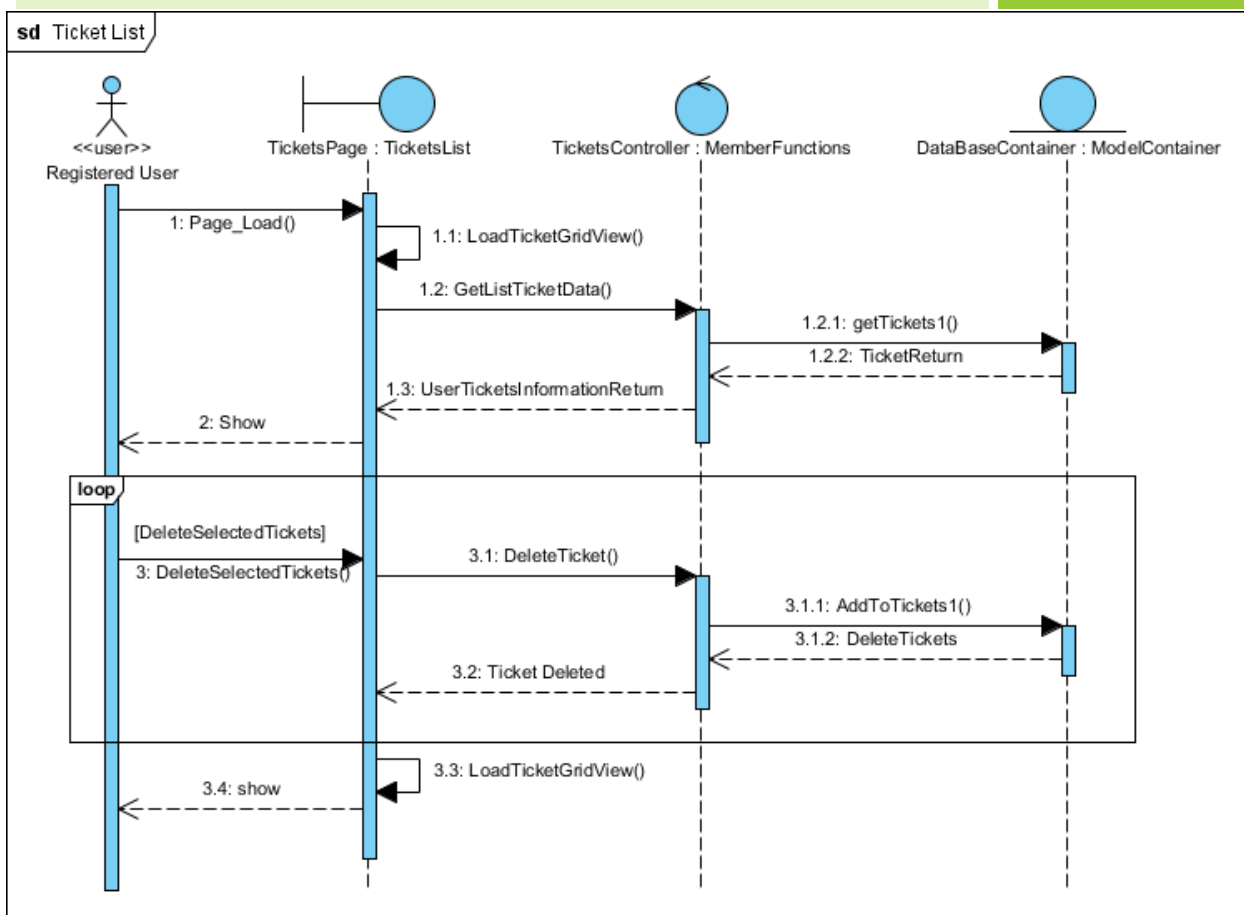 sd Ticket List
<<user>>
Registered User
TicketsPage : TicketsList
TicketsController : MemberFunctions
DataBaseContainer : ModelContainer
1: Page_Load()
1.1: LoadTicketGridView()
1.2: GetListTicketData()
1.2.1: getTickets1()
1.2.2: TicketReturn
1.3: UserTicketsInformationReturn
2: Show
loop
[DeleteSelectedTickets]
3: DeleteSelectedTickets()
3.1: DeleteTicket()
3.1.1: AddToTickets1()
3.1.2: DeleteTickets
3.2: Ticket Deleted
3.3: LoadTicketGridView()
3.4: show